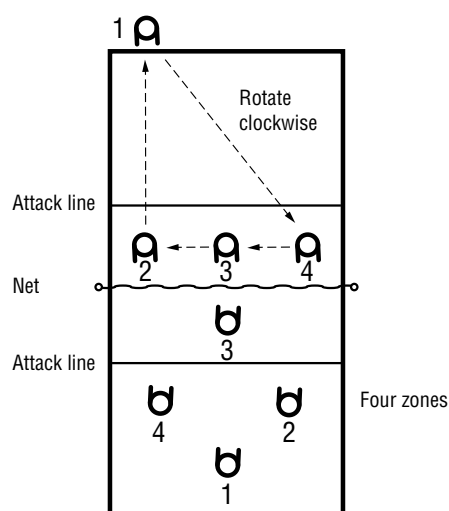 1
Rotate
clockwise
Attack line
2 3 4
Net
3
Attack line
4 2
Four zones
1